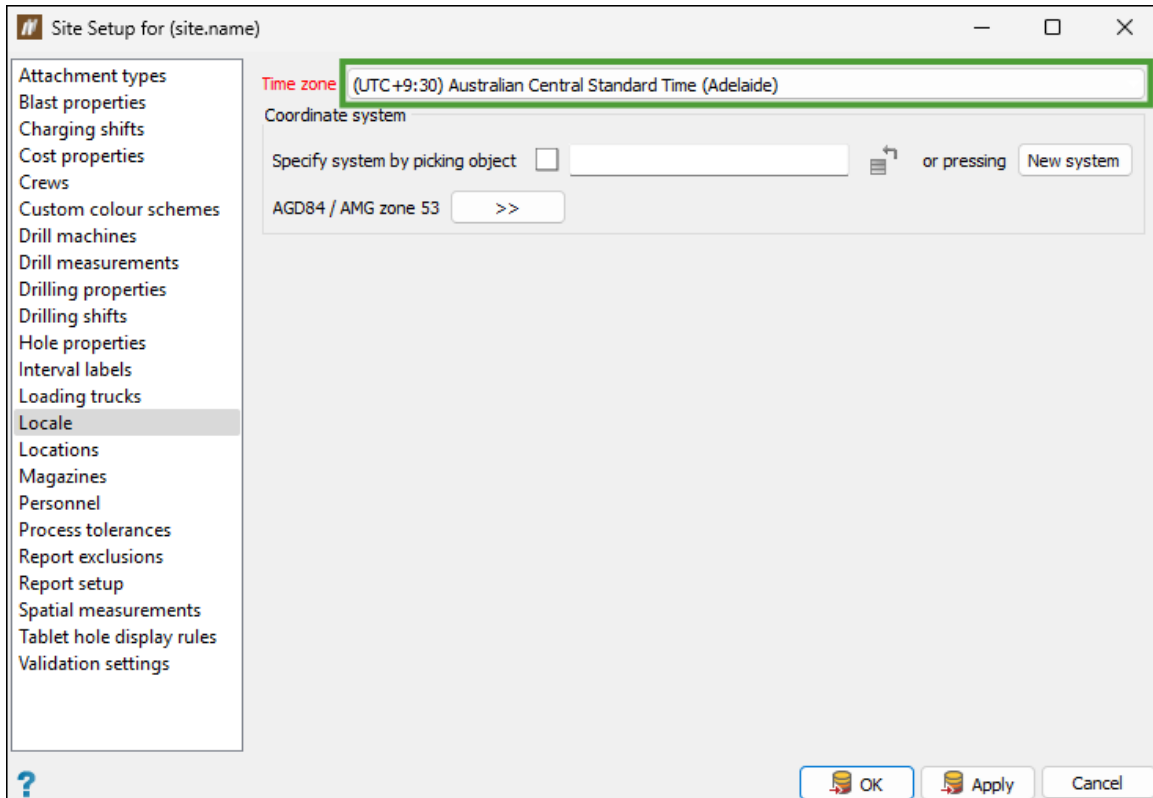 Site Setup for (site.name)
Attachment types
Blast properties
Charging shifts
Cost properties
Crews
Custom colour schemes
Drill machines
Drill measurements
Drilling properties
Drilling shifts
Hole properties
Interval labels
Loading trucks
Locale
Locations
Magazines
Personnel
Process tolerances
Report exclusions
Report setup
Spatial measurements
Tablet hole display rules
Validation settings
Time zone (UTC+9:30) Australian Central Standard Time (Adelaide)
Coordinate system
Specify system by picking object or pressing New system
AGD84 / AMG zone 53 >>
? OK Apply Cancel